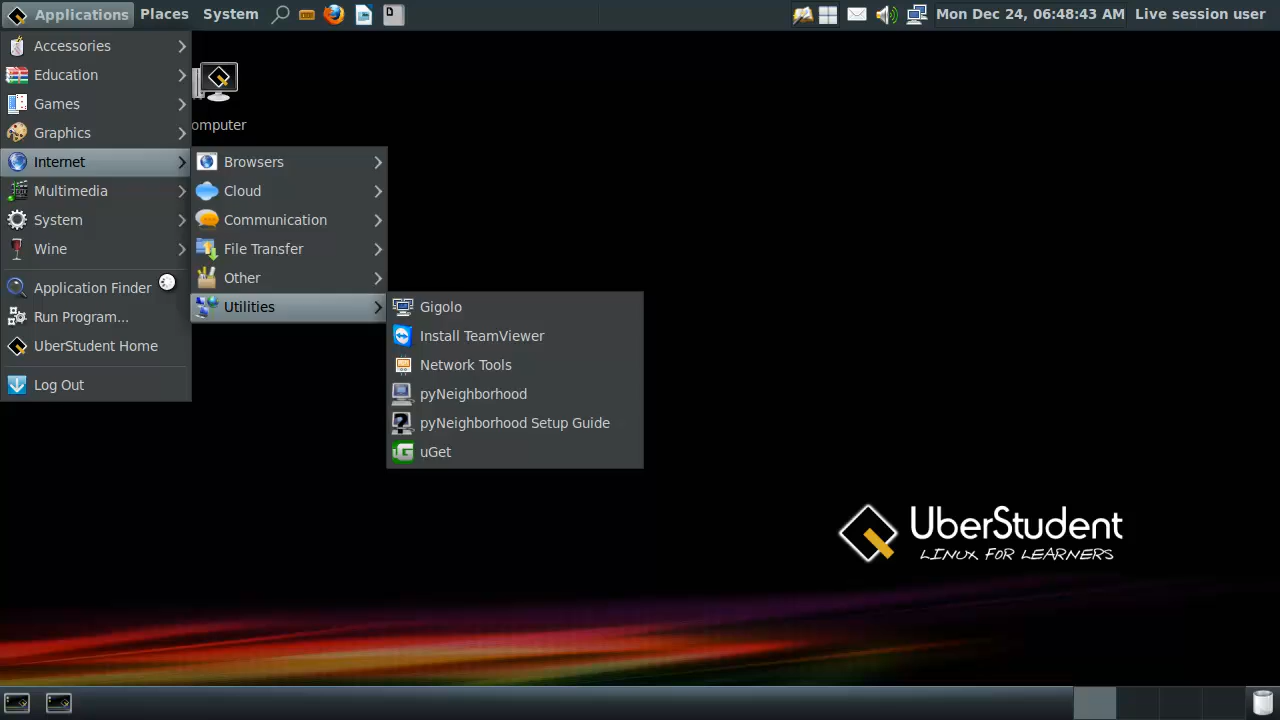 Applications Places System Mon Dec 24, 06:48:43 AM Live session user
Accessories
Education
Games
Graphics
Internet
Multimedia
System
Wine
Application Finder
Run Program...
UberStudent Home
Log Out
omputer
Browsers
Cloud
Communication
File Transfer
Other
Utilities
Gigolo
Install TeamViewer
Network Tools
pyNeighborhood
pyNeighborhood Setup Guide
uGet
UberStudent
LINUX FOR LEARNERS